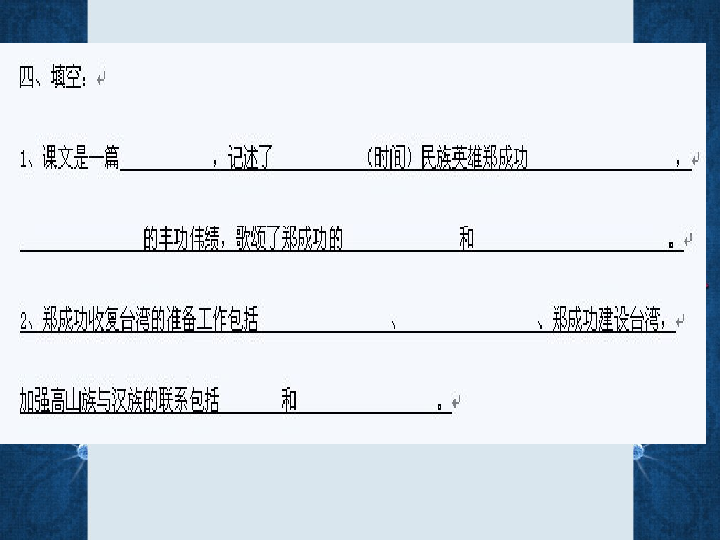 四、填空：
1、课文是一篇，记述了（时间）民族英雄郑成功，
的丰功伟绩，歌颂了郑成功的和。
2、郑成功收复台湾的准备工作包括、、郑成功建设台湾，
加强高山族与汉族的联系包括和。